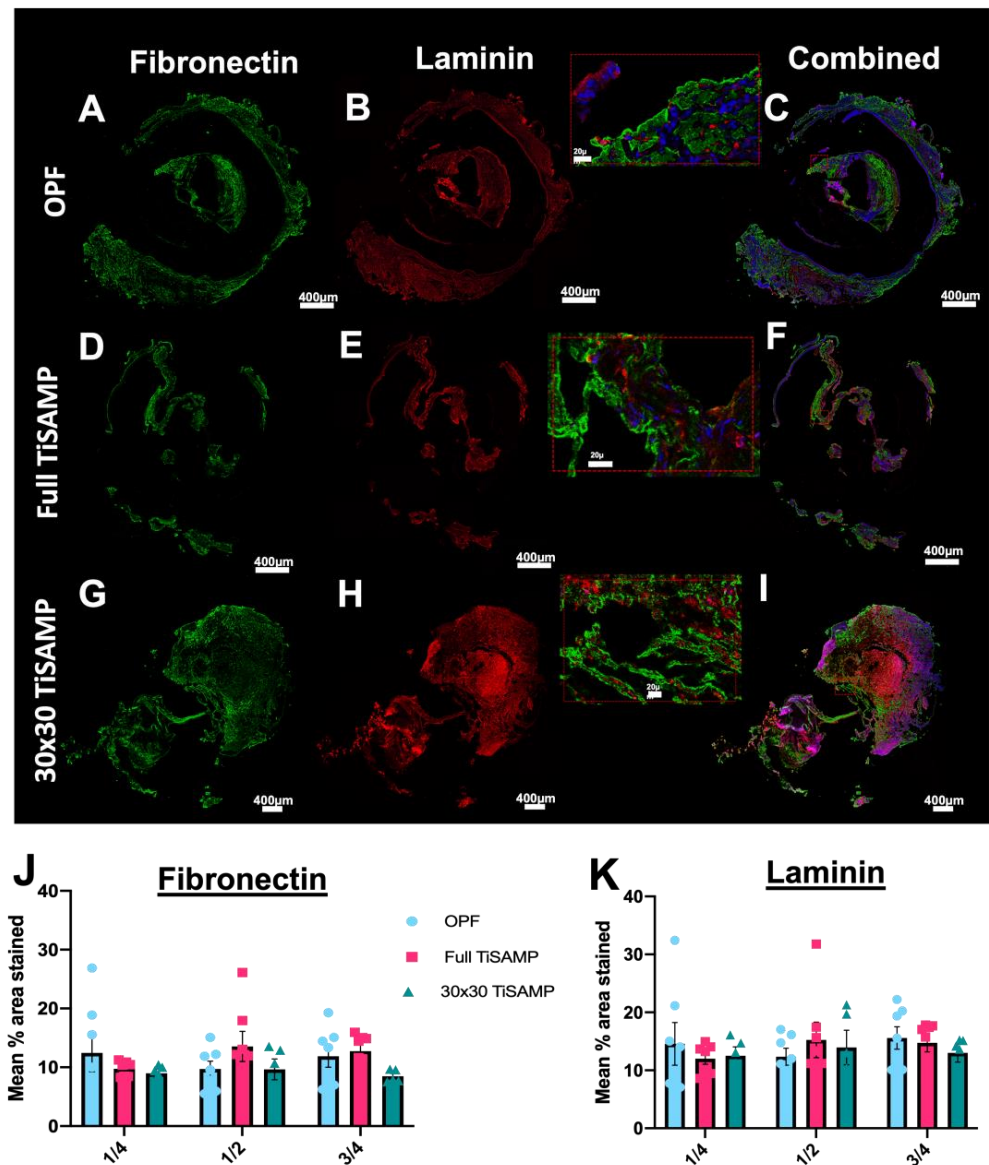 Fibronectin Laminin Combined
A B C
OPF
20µ
m
400µm 400µm 400µm
D E F
Full TiSAMP
20µ
400µm 400µm 400µm
G H I
30x30 TiSAMP
20µ
m
400µm 400µm 400µm
J Fibronectin
Mean % area stained
40
30
20
10
0
1/4 1/2 3/4
OPF
Full TiSAMP
30x30 TiSAMP
K Laminin
Mean % area stained
40
30
20
10
0
1/4 1/2 3/4